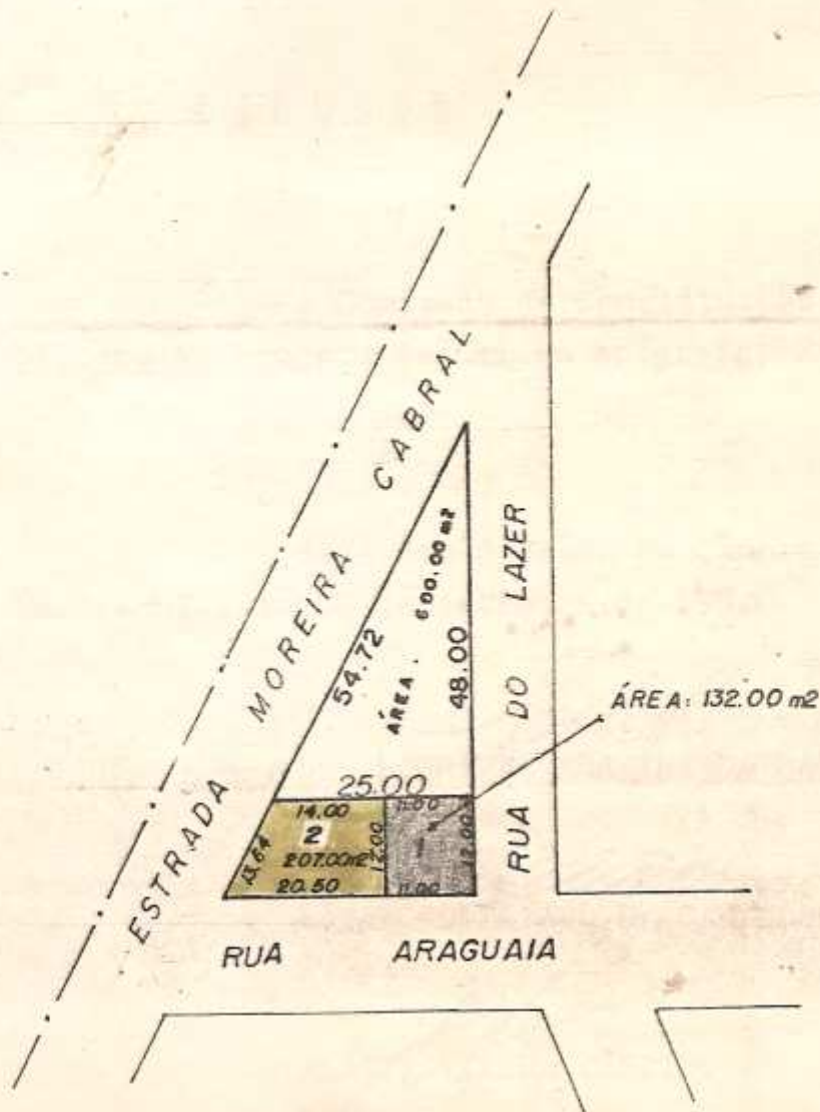 ESTRADA MOREIRA CABRAL
54.72
ÁREA. 600.00 m2
48.00
RUA DO LAZER
ÁREA: 132.00 m2
25.00
14.00
11.00
2
13.64
12.00
1
12.00
207.00m2
20.50
11.00
RUA ARAGUAIA